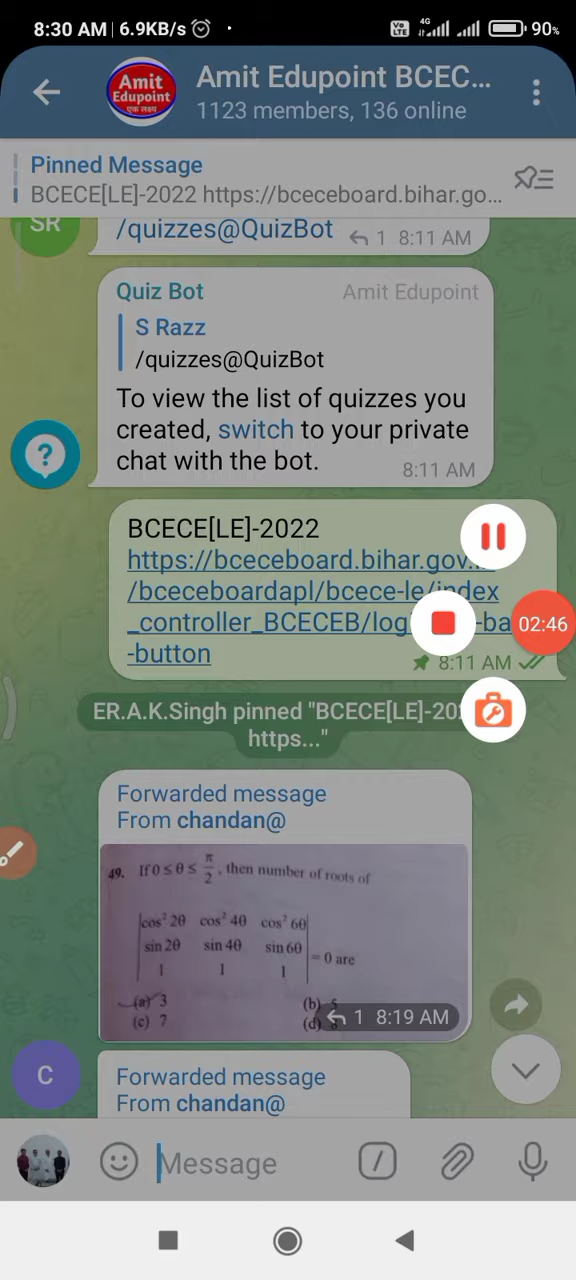 8:30 AM | 6.9KB/s
Vo LTE 4G 90%
Amit Edupoint एक लक्ष्य
Amit Edupoint BCEC...
1123 members, 136 online
Pinned Message
BCECE[LE]-2022 https://bceceboard.bihar.go...
SR
/quizzes@QuizBot 1 8:11 AM
Quiz Bot Amit Edupoint
S Razz
/quizzes@QuizBot
To view the list of quizzes you
created, switch to your private
chat with the bot.
8:11 AM
BCECE[LE]-2022
https://bceceboard.bihar.gov.
/bceceboardapl/bcece-le/index
_controller_BCECEB/log -ba
-button
02:46
8:11 AM
ER.A.K.Singh pinned "BCECE[LE]-20
https..."
Forwarded message
From chandan@
49. If 0 ≤ θ ≤ π/2, then number of roots of
|cos² 2θ cos² 4θ cos² 6θ|
sin 2θ sin 4θ sin 6θ
= 0 are
1 1 1
(a) 3 (b) 5
(c) 7 (d)
1 8:19 AM
C
Forwarded message
From chandan@
Message